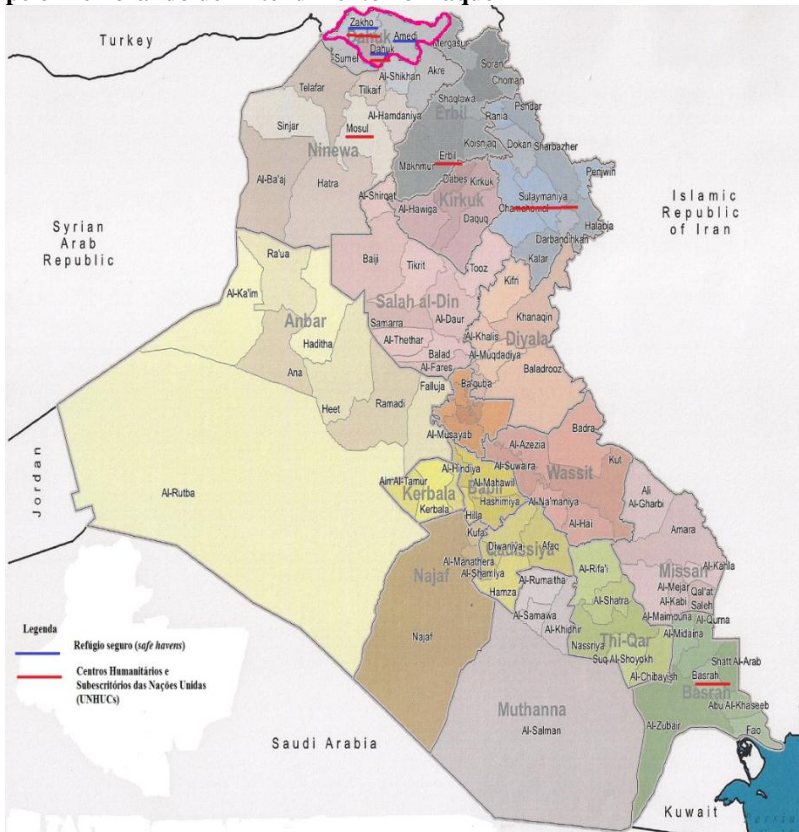 Turkey
Zakho
Dahuk
Amedi
Dahuk
Sumel
Mergasur
Soran
Choman
Akre
Al-Shikhan
Telafar
Tilkaif
Shaqlawa
Pshdar
Rania
Erbil
Al-Hamdaniya
Sinjar
Mosul
Ninewa
Koisnjaq
Dokan
Sharbazher
Makhmur
Erbil
Penjwin
Al-Ba'aj
Hatra
Dabes
Kirkuk
Kirkuk
Sulaymaniya
Chamchamal
Al-Shirqat
Al-Hawiga
Daquq
Halabja
Darbandihkan
Kalar
Islamic
Republic
of Iran
Syrian
Arab
Republic
Ra'ua
Baiji
Tikrit
Tooz
Kifri
Al-Ka'im
Salah al-Din
Khanaqin
Anbar
Samarra
Al-Daur
Diyala
Haditha
Al-Thethar
Al-Khalis
Al-Muqdadiya
Ana
Balad
Al-Fares
Baladrooz
Falluja
Ba'quba
Heet
Ramadi
Badra
Al-Musayab
Al-Azezia
Al-Suwaira
Wassit
Kut
Al-Hindiya
Ain Al-Tamur
Al-Mahawil
Babil
Jordan
Al-Rutba
Kerbala
Kerbala
Hashimiya
Al-Na'maniya
Ali
Al-Gharbi
Hilla
Al-Hai
Amara
Kufa
Diwaniya
Afaq
Qadissiya
Najaf
Al-Manathera
Al-Shamiya
Hamza
Al-Rumaitha
Al-Rifa'i
Missan
Al-Kahla
Al-Mejar
Al-Kabi
Qal'at
Saleh
Al-Shatra
Al-Maimouna
Al-Samawa
Al-Khidhir
Najaf
Thi-Qar
Nassriya
Suq Al-Shoyokh
Al-Midaina
Al-Qurna
Al-Chibayish
Shatt Al-Arab
Basrah
Basrah
Abu Al-Khaseeb
Muthanna
Al-Salman
Al-Zubair
Fao
Legenda
Refúgio seguro (safe havens)
Centros Humanitários e
Subescritórios das Nações Unidas
(UNHUCs)
Saudi Arabia
Kuwait